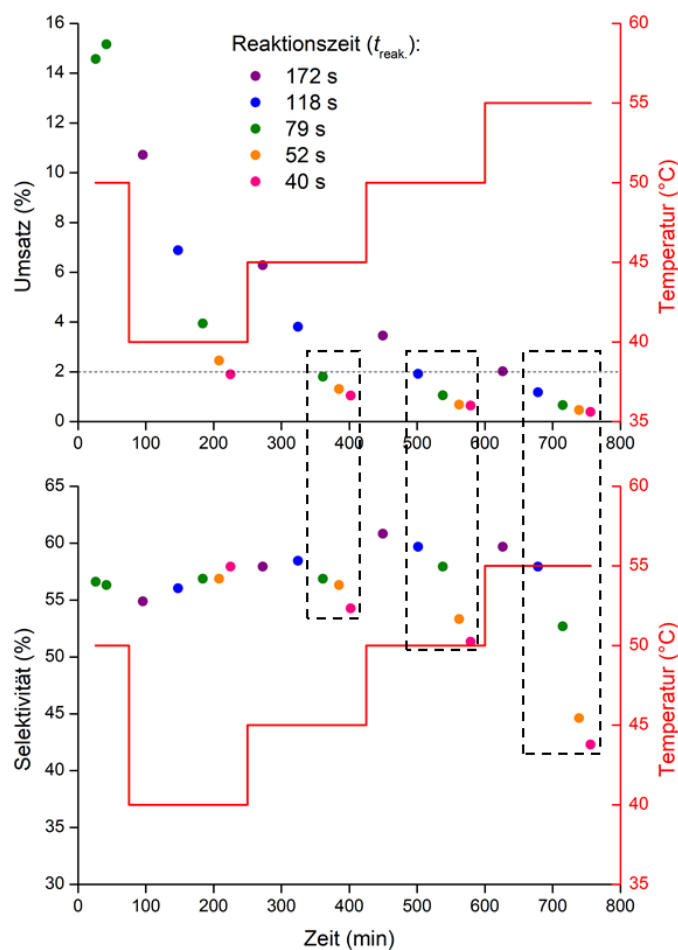 Reaktionszeit (t_reak.):
172 s
118 s
79 s
52 s
40 s
Umsatz (%)
16
14
12
10
8
6
4
2
0
Temperatur (°C)
60
55
50
45
40
35
0 100 200 300 400 500 600 700 800
Selektivität (%)
65
60
55
50
45
40
35
30
Temperatur (°C)
60
55
50
45
40
35
0 100 200 300 400 500 600 700 800
Zeit (min)